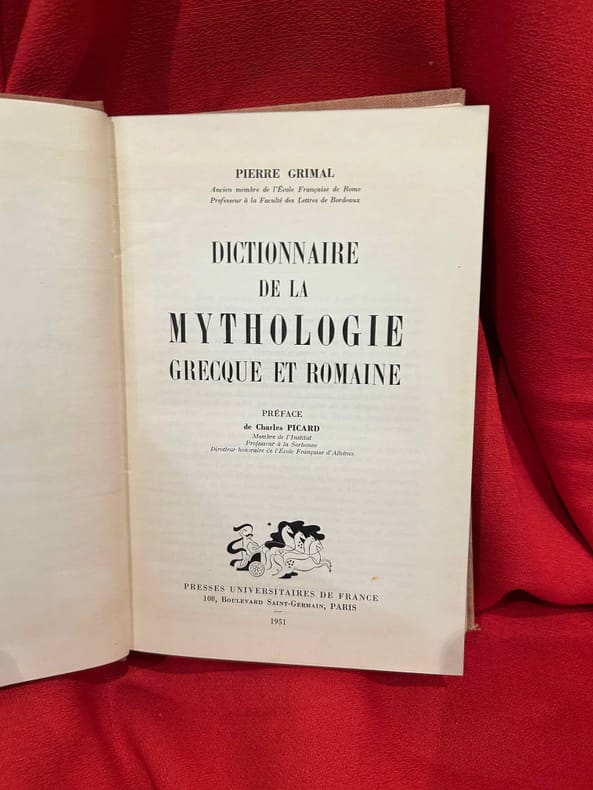 PIERRE GRIMAL
Ancien membre de l'École Française de Rome
Professeur à la Faculté des Lettres de Bordeaux
DICTIONNAIRE
DE LA
MYTHOLOGIE
GRECQUE ET ROMAINE
PRÉFACE
de Charles PICARD
Membre de l'Institut
Professeur à la Sorbonne
Directeur honoraire de l'École Française d'Athènes
PRESSES UNIVERSITAIRES DE FRANCE
108, Boulevard Saint-Germain, PARIS
—
1951